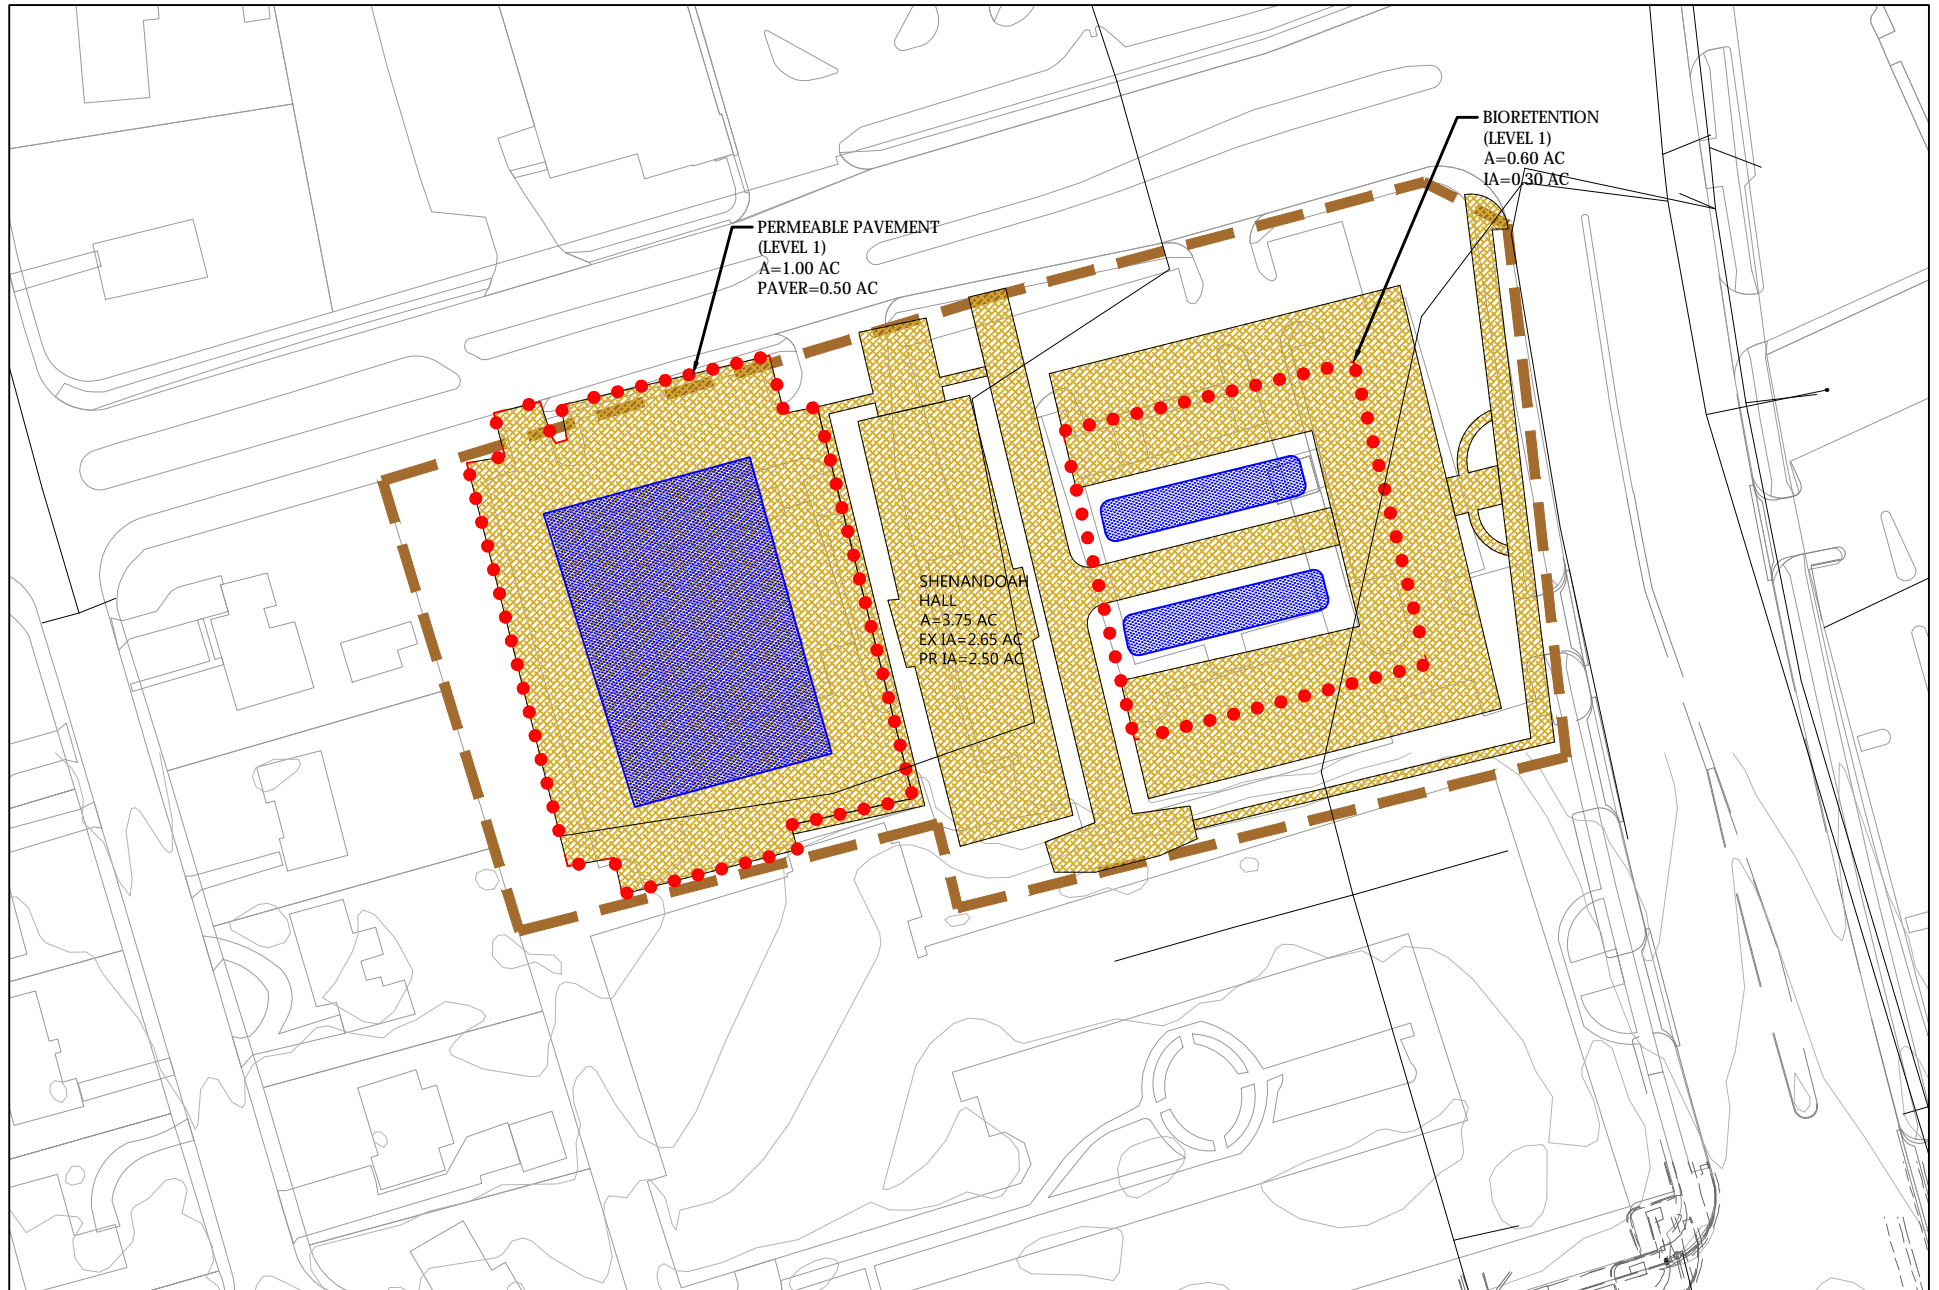 BIORETENTION
(LEVEL 1)
A=0.60 AC
IA=0.30 AC
PERMEABLE PAVEMENT
(LEVEL 1)
A=1.00 AC
PAVER=0.50 AC
SHENANDOAH
HALL
A=3.75 AC
EX IA=2.65 AC
PR IA=2.50 AC